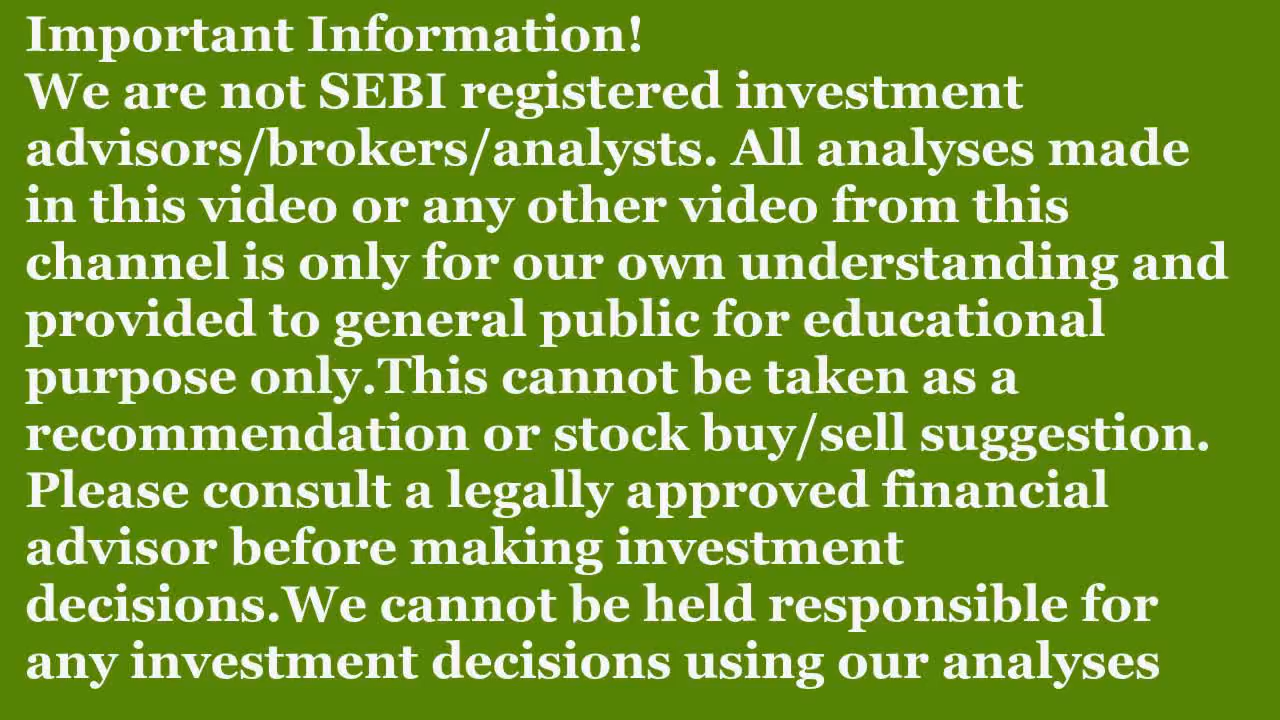 Important Information!
We are not SEBI registered investment
advisors/brokers/analysts. All analyses made
in this video or any other video from this
channel is only for our own understanding and
provided to general public for educational
purpose only.This cannot be taken as a
recommendation or stock buy/sell suggestion.
Please consult a legally approved financial
advisor before making investment
decisions.We cannot be held responsible for
any investment decisions using our analyses